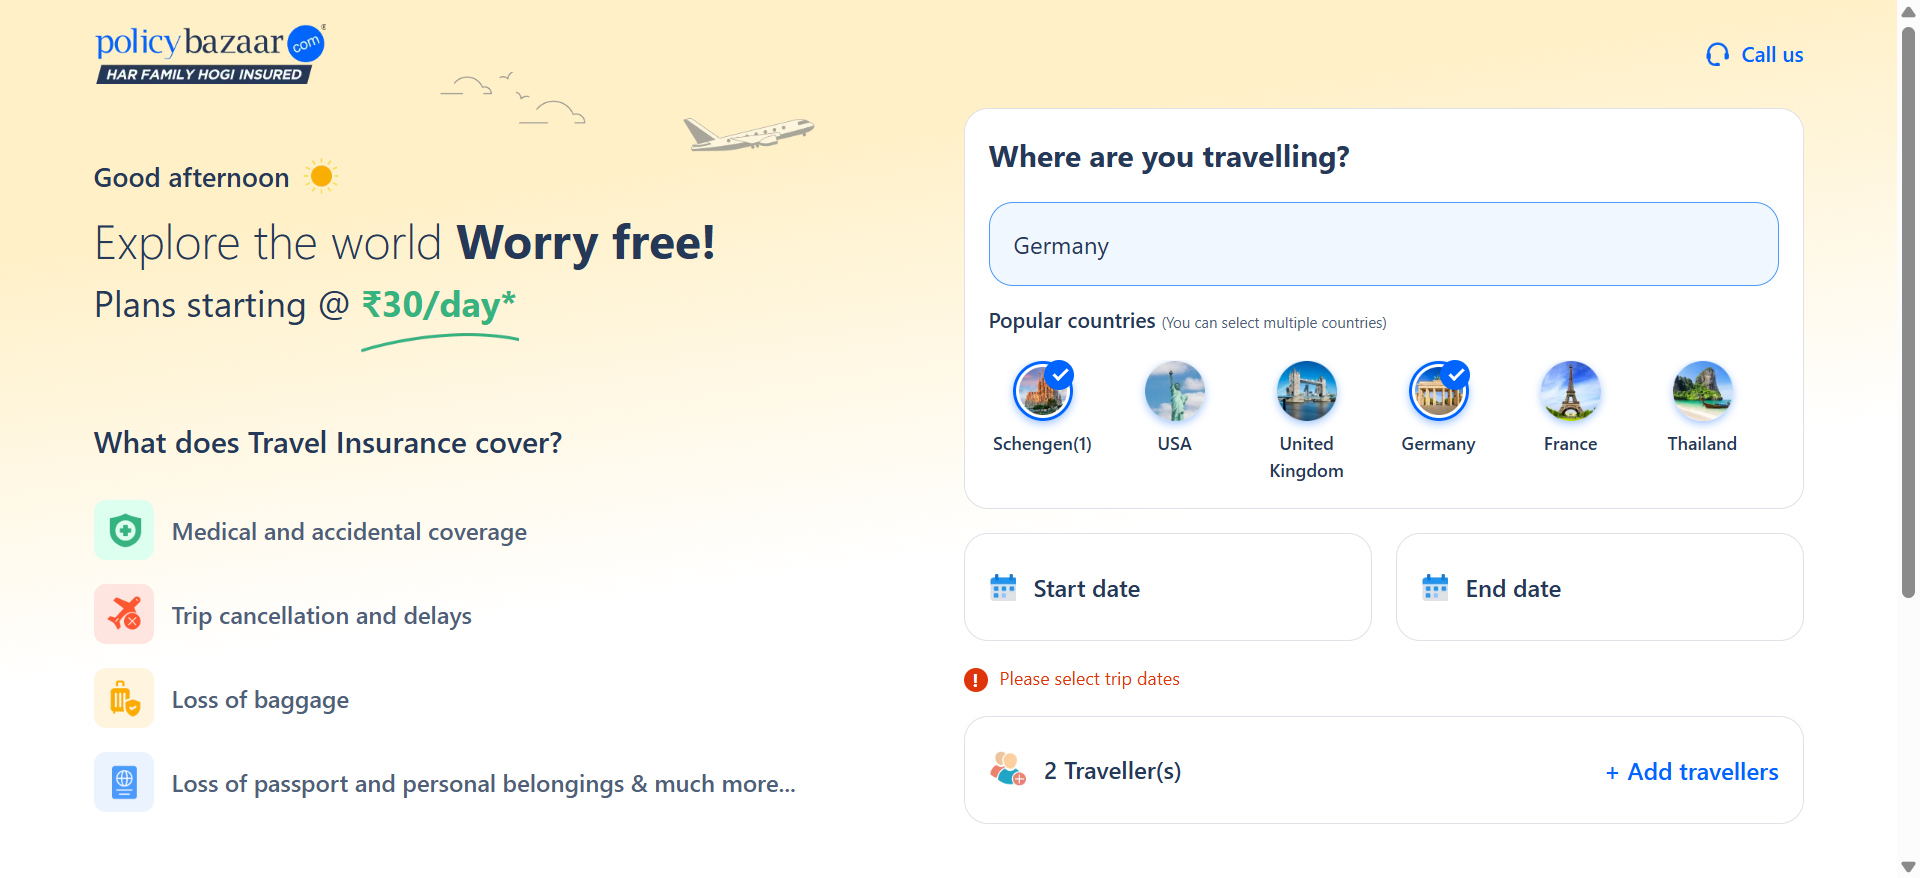 policybazaar com
HAR FAMILY HOGI INSURED
Call us
Good afternoon
Explore the world Worry free!
Plans starting @ ₹30/day*
What does Travel Insurance cover?
Medical and accidental coverage
Trip cancellation and delays
Loss of baggage
Loss of passport and personal belongings & much more...
Where are you travelling?
Germany
Popular countries (You can select multiple countries)
Schengen(1)
USA
United
Kingdom
Germany
France
Thailand
Start date
End date
Please select trip dates
2 Traveller(s)
+ Add travellers